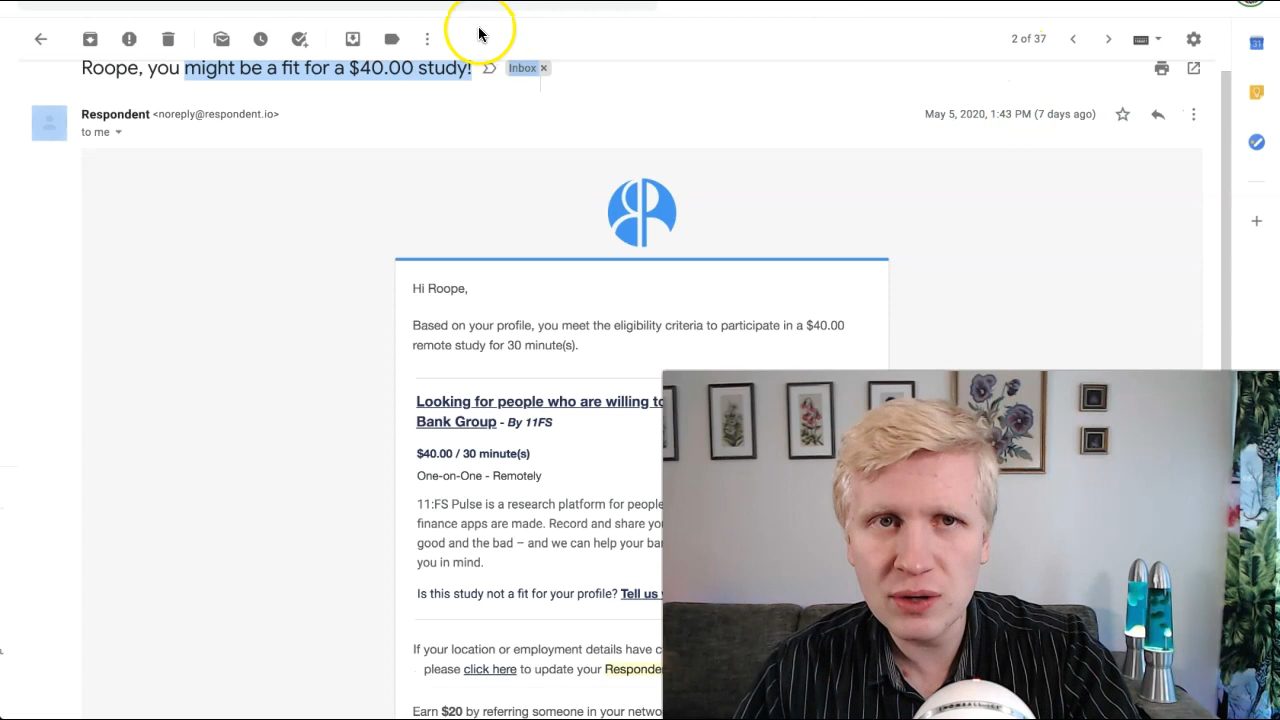 2 of 37
Roope, you might be a fit for a $40.00 study!
Inbox ×
Respondent <noreply@respondent.io>
May 5, 2020, 1:43 PM (7 days ago)
to me
31
Hi Roope,
Based on your profile, you meet the eligibility criteria to participate in a $40.00
remote study for 30 minute(s).
Looking for people who are willing to
Bank Group - By 11FS
$40.00 / 30 minute(s)
One-on-One - Remotely
11:FS Pulse is a research platform for people
finance apps are made. Record and share you
good and the bad – and we can help your ban
you in mind.
Is this study not a fit for your profile? Tell us
If your location or employment details have c
please click here to update your Responde
Earn $20 by referring someone in your netwo